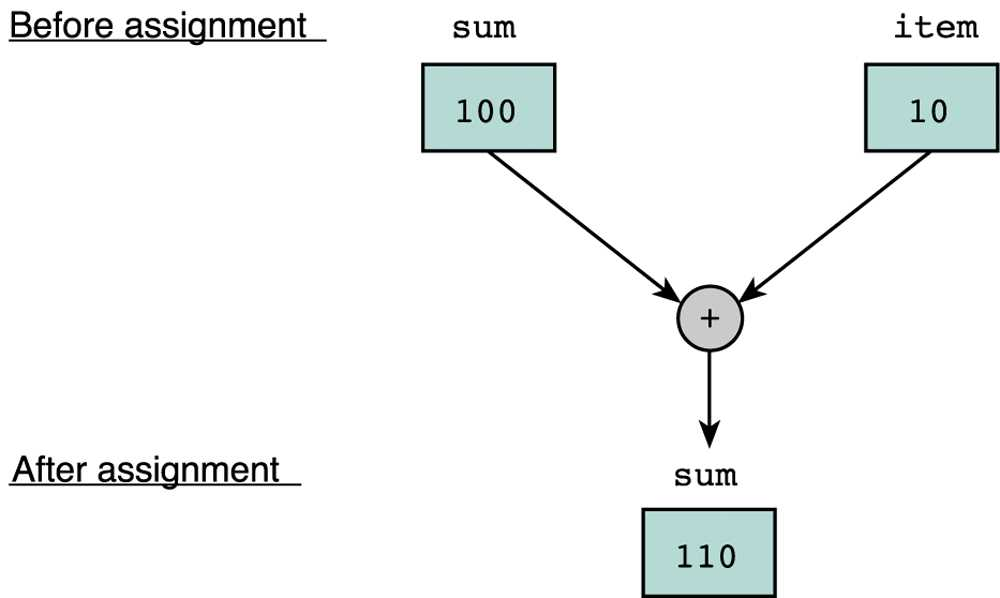 Before assignment
sum
item
100
10
+
After assignment
sum
110